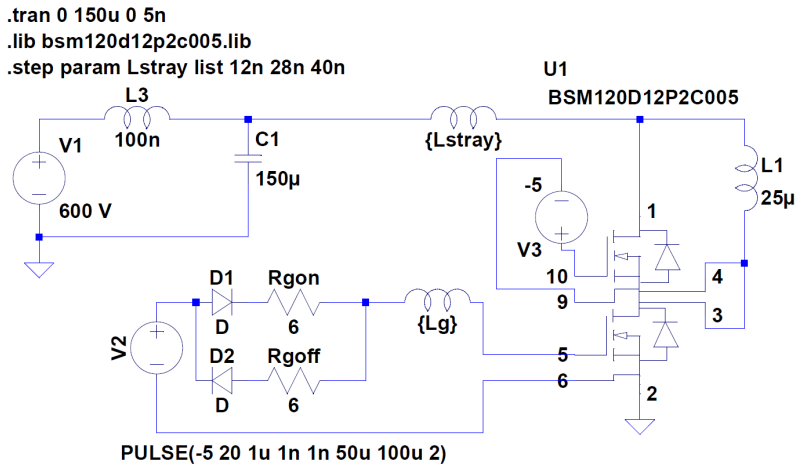 .tran 0 150u 0 5n
.lib bsm120d12p2c005.lib
.step param Lstray list 12n 28n 40n
U1
BSM120D12P2C005
L3
100n
V1
600 V
C1
150µ
{Lstray}
L1
25µ
-5
V3
1
10
9
4
3
D1
D
Rgon
6
{Lg}
V2
D2
D
Rgoff
6
5
6
2
PULSE(-5 20 1u 1n 1n 50u 100u 2)